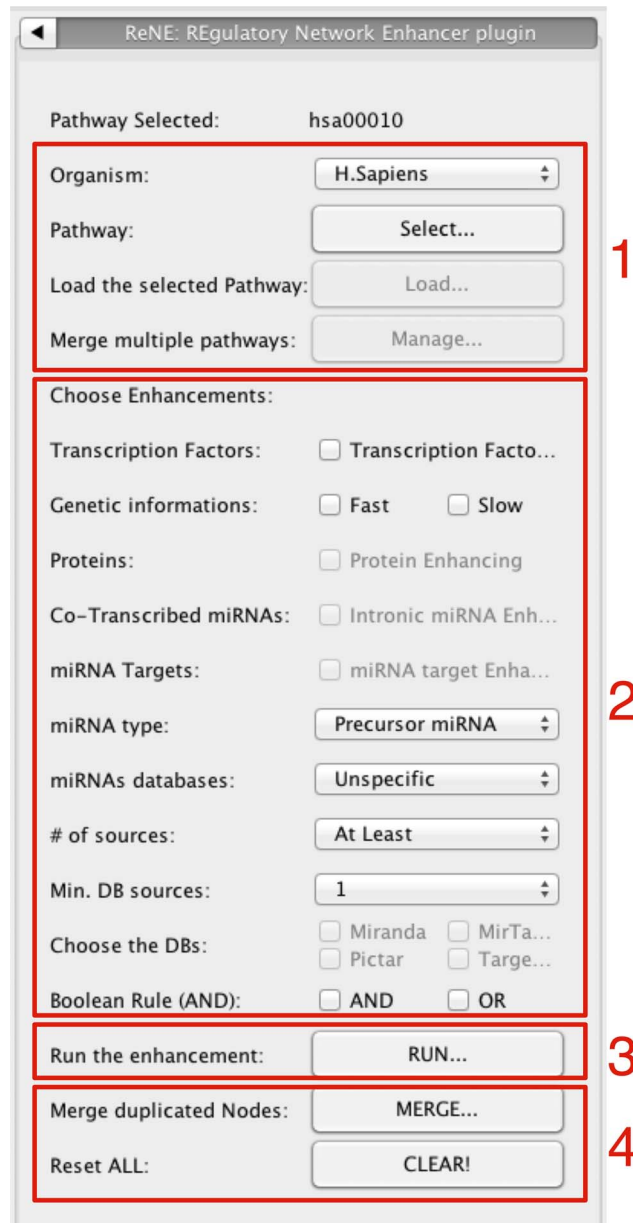 ◀ ReNE: REgulatory Network Enhancer plugin
Pathway Selected: hsa00010
Organism: H.Sapiens
Pathway: Select...
1
Load the selected Pathway: Load...
Merge multiple pathways: Manage...
Choose Enhancements:
Transcription Factors: Transcription Facto...
Genetic informations: Fast Slow
Proteins: Protein Enhancing
Co-Transcribed miRNAs: Intronic miRNA Enh...
miRNA Targets: miRNA target Enha...
2
miRNA type: Precursor miRNA
miRNAs databases: Unspecific
# of sources: At Least
Min. DB sources: 1
Choose the DBs: Miranda MirTa...
Pictar Targe...
Boolean Rule (AND): AND OR
Run the enhancement: RUN... 3
Merge duplicated Nodes: MERGE...
4
Reset ALL: CLEAR!